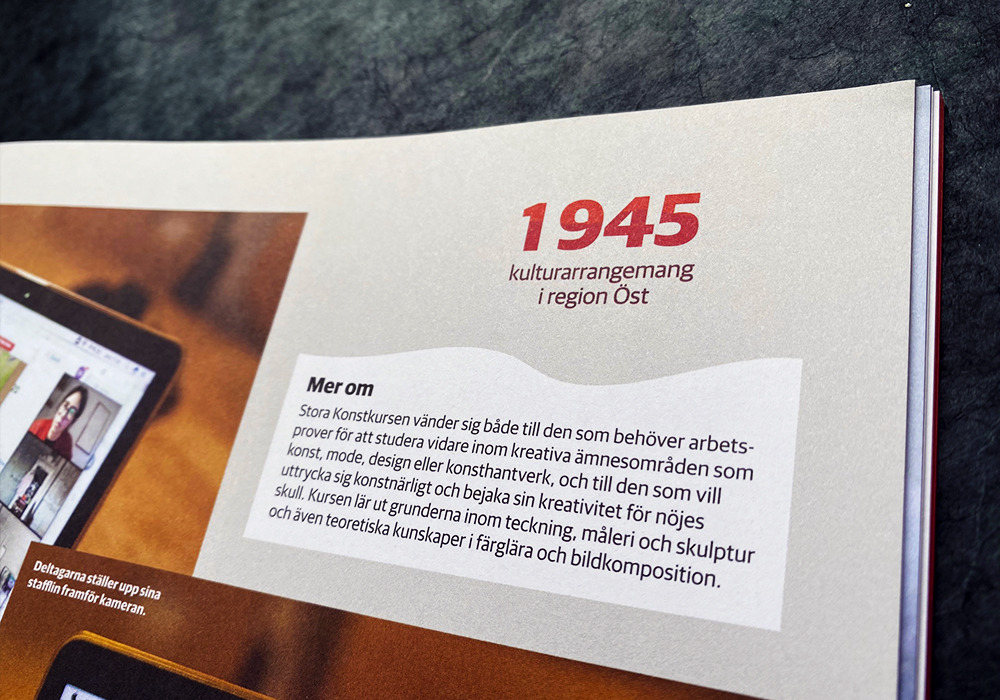 1945
kulturarrangemang
i region Öst
Mer om
Stora Konstkursen vänder sig både till den som behöver arbets-
prover för att studera vidare inom kreativa ämnesområden som
konst, mode, design eller konsthantverk, och till den som vill
uttrycka sig konstnärligt och bejaka sin kreativitet för nöjes
skull. Kursen lär ut grunderna inom teckning, måleri och skulptur
och även teoretiska kunskaper i färglära och bildkomposition.
Deltagarna ställer upp sina
stafflin framför kameran.